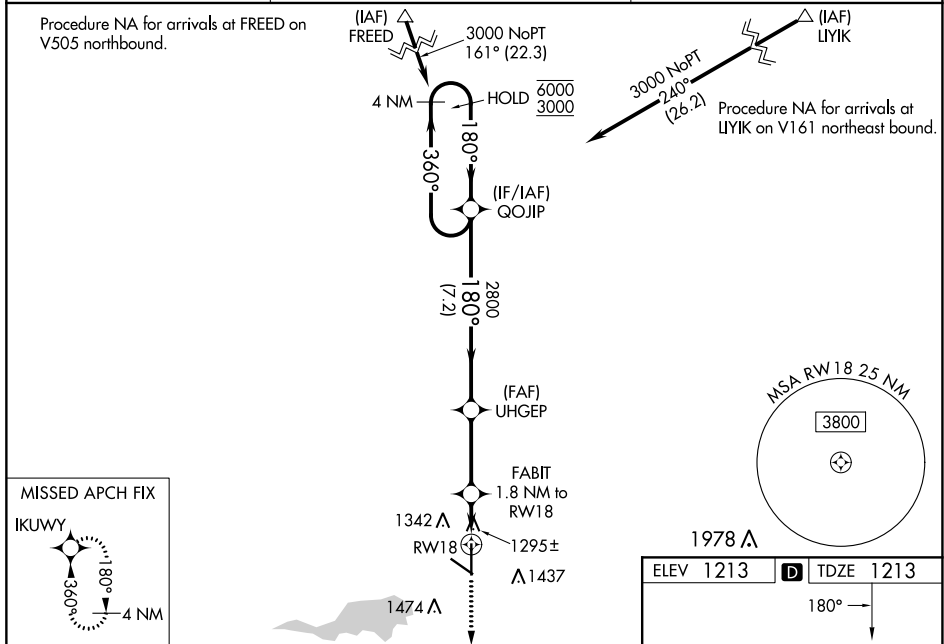 Procedure NA for arrivals at FREED on
V505 northbound.
(IAF)
FREED
3000 NoPT
161° (22.3)
(IAF)
LIYIK
3000 NoPT
240°
(26.2)
Procedure NA for arrivals at
LIYIK on V161 northeast bound.
4 NM
HOLD
6000
3000
360°
180°
(IF/IAF)
QOJIP
2800
180°
(7.2)
(FAF)
UHGEP
MSA RW18 25 NM
3800
FABIT
1.8 NM to
RW18
1342
RW18
1295±
1437
1474
1978
MISSED APCH FIX
IKUWY
180°
360°
4 NM
ELEV 1213 D TDZE 1213
180°